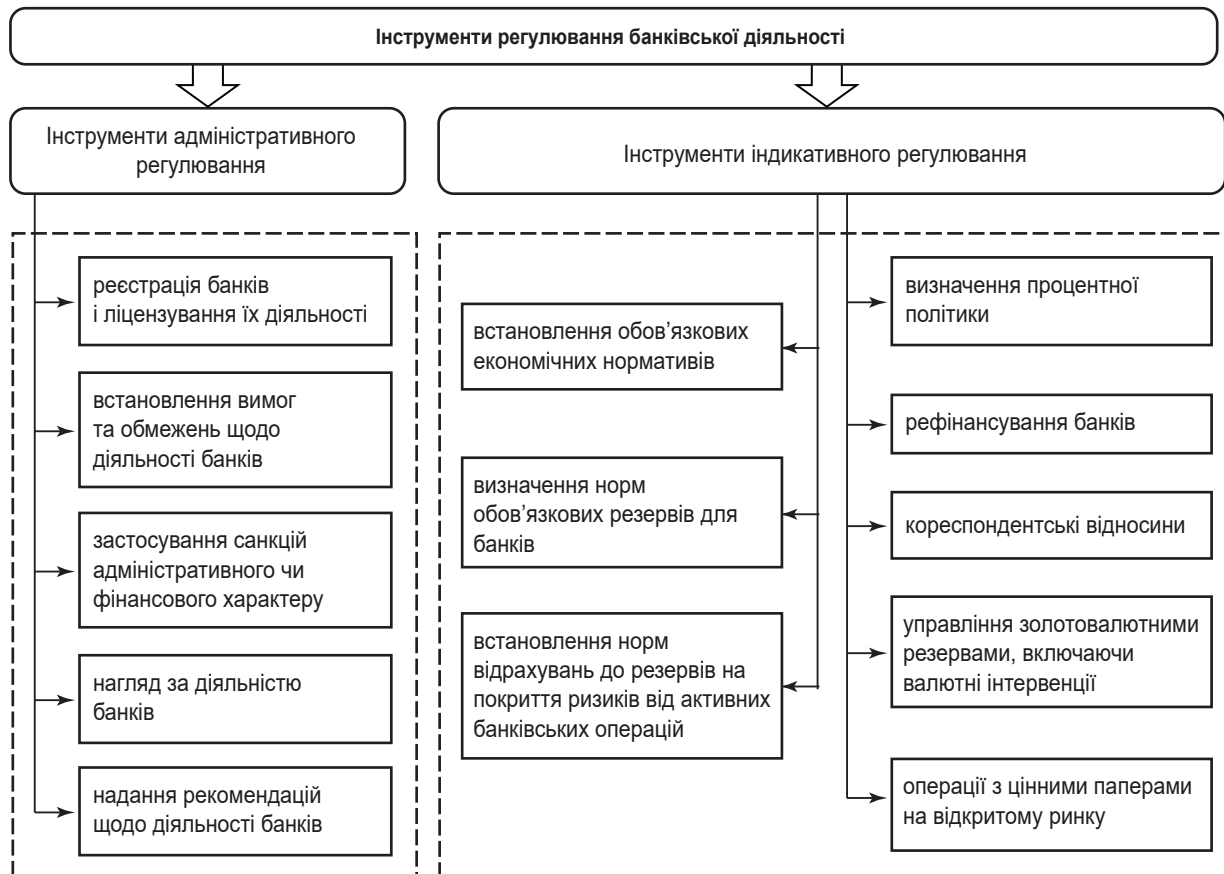 Інструменти регулювання банківської діяльності
Інструменти адміністративного
регулювання
Інструменти індикативного регулювання
реєстрація банків
і ліцензування їх діяльності
встановлення вимог
та обмежень щодо
діяльності банків
застосування санкцій
адміністративного чи
фінансового характеру
нагляд за діяльністю
банків
надання рекомендацій
щодо діяльності банків
встановлення обов’язкових
економічних нормативів
визначення норм
обов’язкових резервів для
банків
встановлення норм
відрахувань до резервів на
покриття ризиків від активних
банківських операцій
визначення процентної
політики
рефінансування банків
кореспондентські відносини
управління золотовалютними
резервами, включаючи
валютні інтервенції
операції з цінними паперами
на відкритому ринку